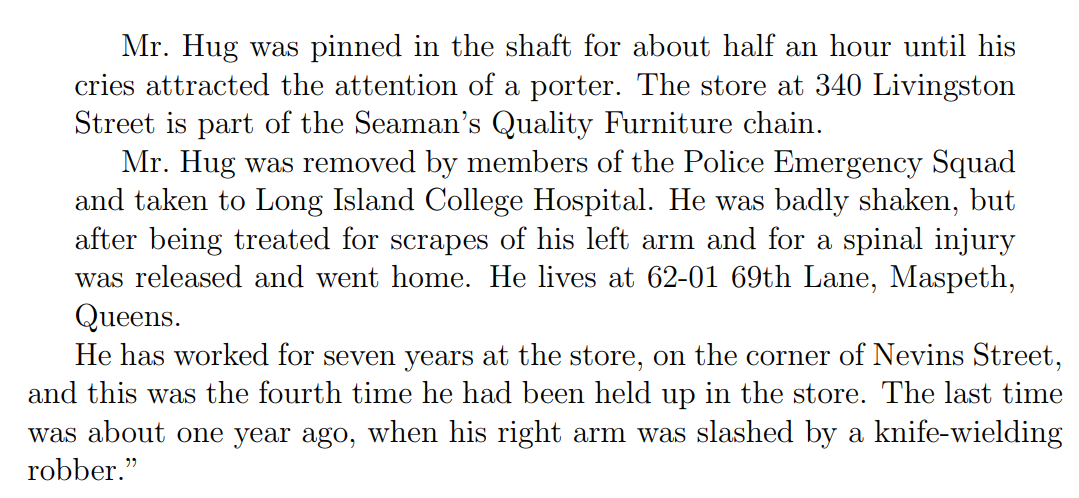 Mr. Hug was pinned in the shaft for about half an hour until his
cries attracted the attention of a porter. The store at 340 Livingston
Street is part of the Seaman’s Quality Furniture chain.
Mr. Hug was removed by members of the Police Emergency Squad
and taken to Long Island College Hospital. He was badly shaken, but
after being treated for scrapes of his left arm and for a spinal injury
was released and went home. He lives at 62-01 69th Lane, Maspeth,
Queens.
He has worked for seven years at the store, on the corner of Nevins Street,
and this was the fourth time he had been held up in the store. The last time
was about one year ago, when his right arm was slashed by a knife-wielding
robber.”